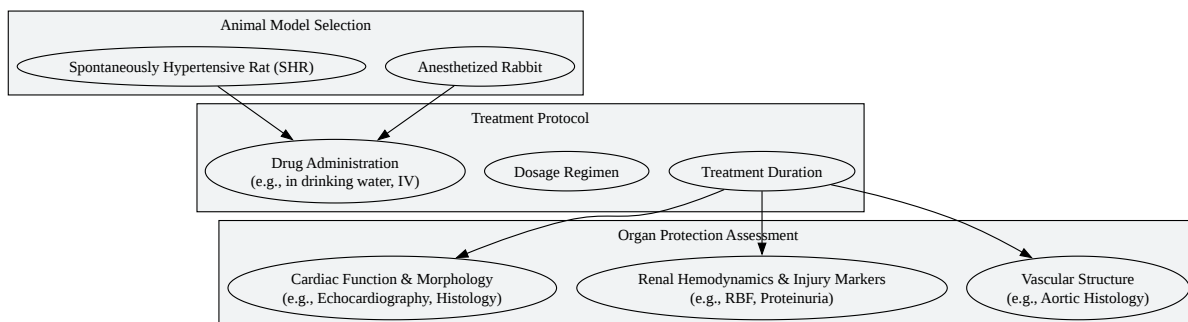 Animal Model Selection
Spontaneously Hypertensive Rat (SHR)
Anesthetized Rabbit
Treatment Protocol
Drug Administration
(e.g., in drinking water, IV)
Dosage Regimen
Treatment Duration
Organ Protection Assessment
Cardiac Function & Morphology
(e.g., Echocardiography, Histology)
Renal Hemodynamics & Injury Markers
(e.g., RBF, Proteinuria)
Vascular Structure
(e.g., Aortic Histology)